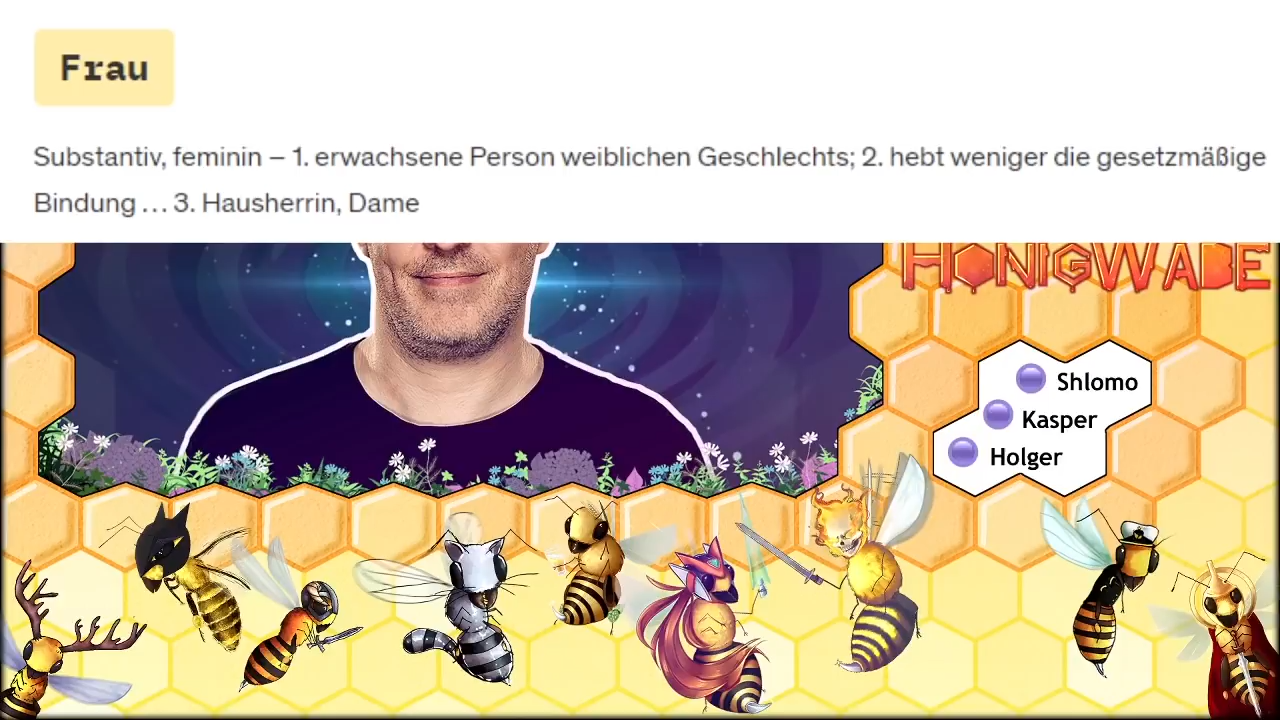 Frau
Substantiv, feminin – 1. erwachsene Person weiblichen Geschlechts; 2. hebt weniger die gesetzmäßige
Bindung … 3. Hausherrin, Dame
HONIGWABE
Shlomo
Kasper
Holger